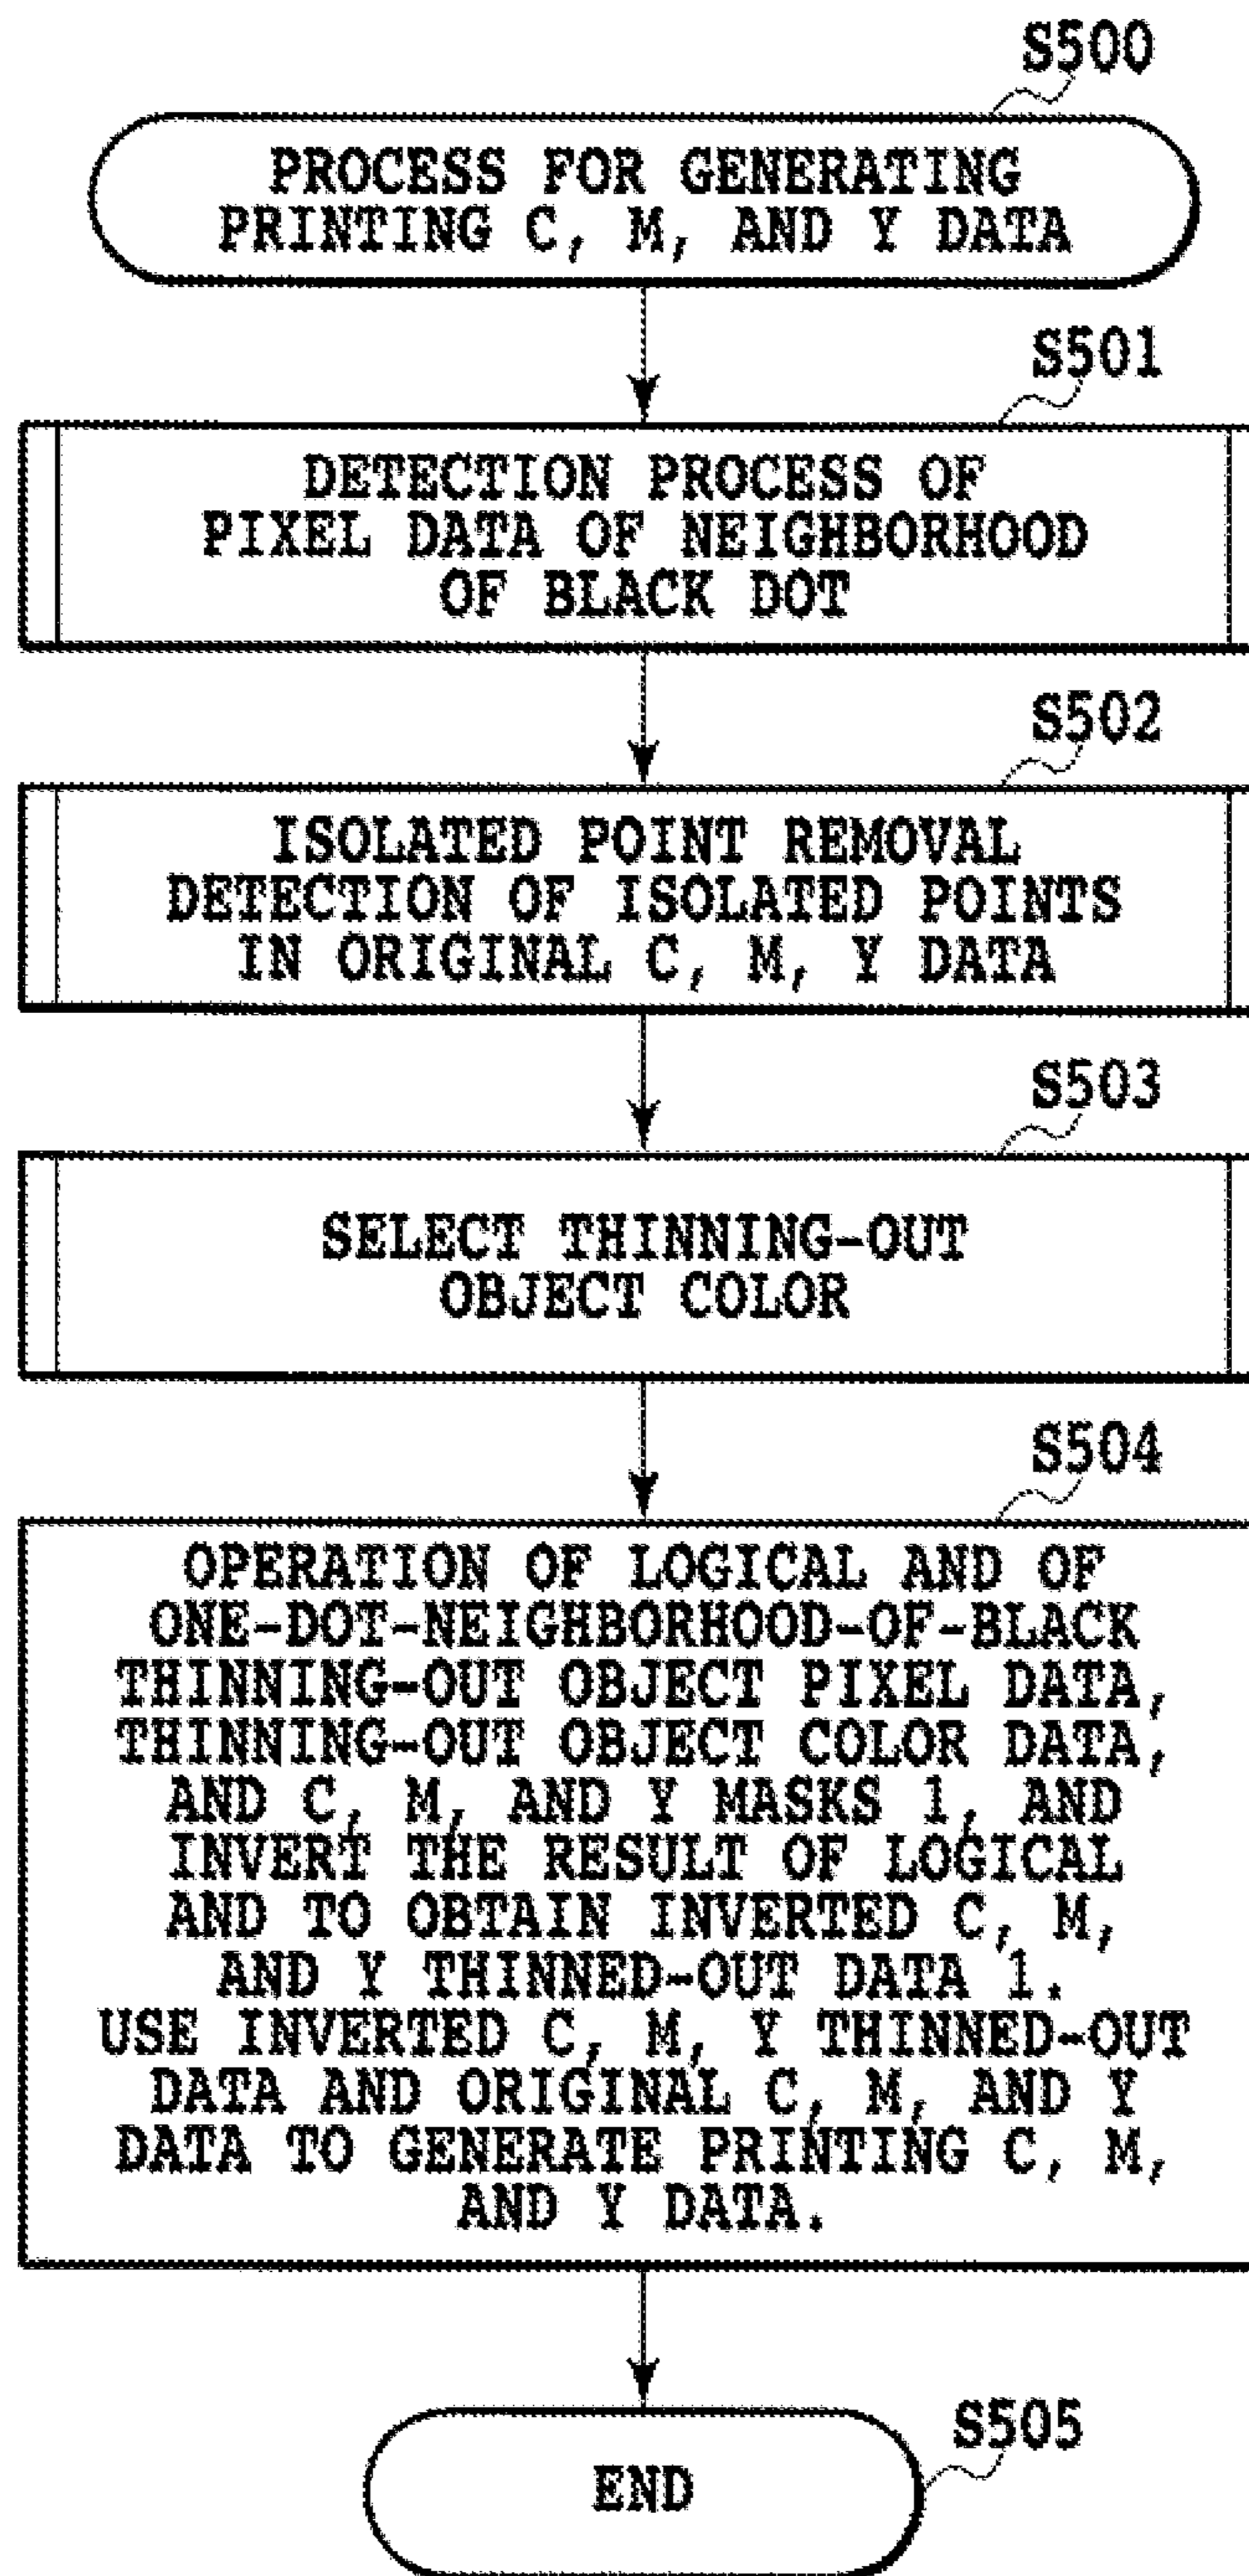 S500
PROCESS FOR GENERATING
PRINTING C, M, AND Y DATA
S501
DETECTION PROCESS OF
PIXEL DATA OF NEIGHBORHOOD
OF BLACK DOT
S502
ISOLATED POINT REMOVAL
DETECTION OF ISOLATED POINTS
IN ORIGINAL C, M, Y DATA
S503
SELECT THINNING-OUT
OBJECT COLOR
S504
OPERATION OF LOGICAL AND OF
ONE-DOT-NEIGHBORHOOD-OF-BLACK
THINNING-OUT OBJECT PIXEL DATA,
THINNING-OUT OBJECT COLOR DATA,
AND C, M, AND Y MASKS 1, AND
INVERT THE RESULT OF LOGICAL
AND TO OBTAIN INVERTED C, M,
AND Y THINNED-OUT DATA 1.
USE INVERTED C, M, Y THINNED-OUT
DATA AND ORIGINAL C, M, AND Y
DATA TO GENERATE PRINTING C, M,
AND Y DATA.
S505
END